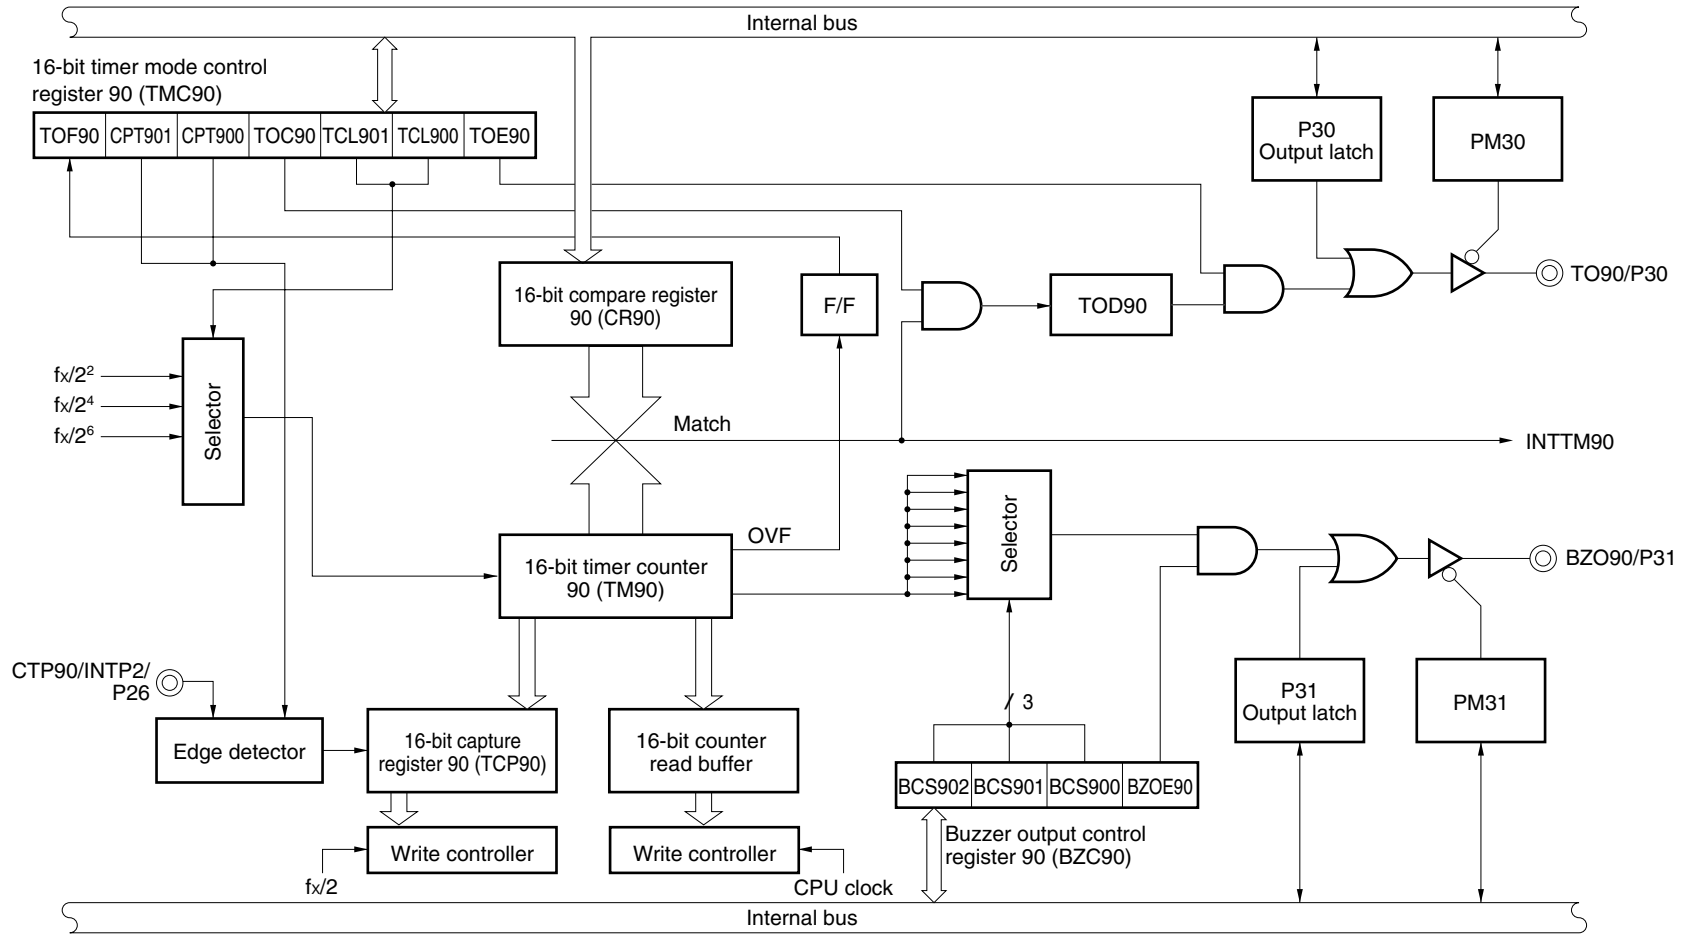 Internal bus
16-bit timer mode control
register 90 (TMC90)
TOF90 CPT901 CPT900 TOC90 TCL901 TCL900 TOE90
P30
Output latch
PM30
16-bit compare register
90 (CR90)
F/F
TOD90
TO90/P30
fx/2²
fx/2⁴
fx/2⁶
Selector
Match
INTTM90
OVF
16-bit timer counter
90 (TM90)
Selector
BZO90/P31
CTP90/INTP2/
P26
Edge detector
16-bit capture
register 90 (TCP90)
16-bit counter
read buffer
3
P31
Output latch
PM31
BCS902 BCS901 BCS900 BZOE90
Write controller
fx/2
Write controller
CPU clock
Buzzer output control
register 90 (BZC90)
Internal bus